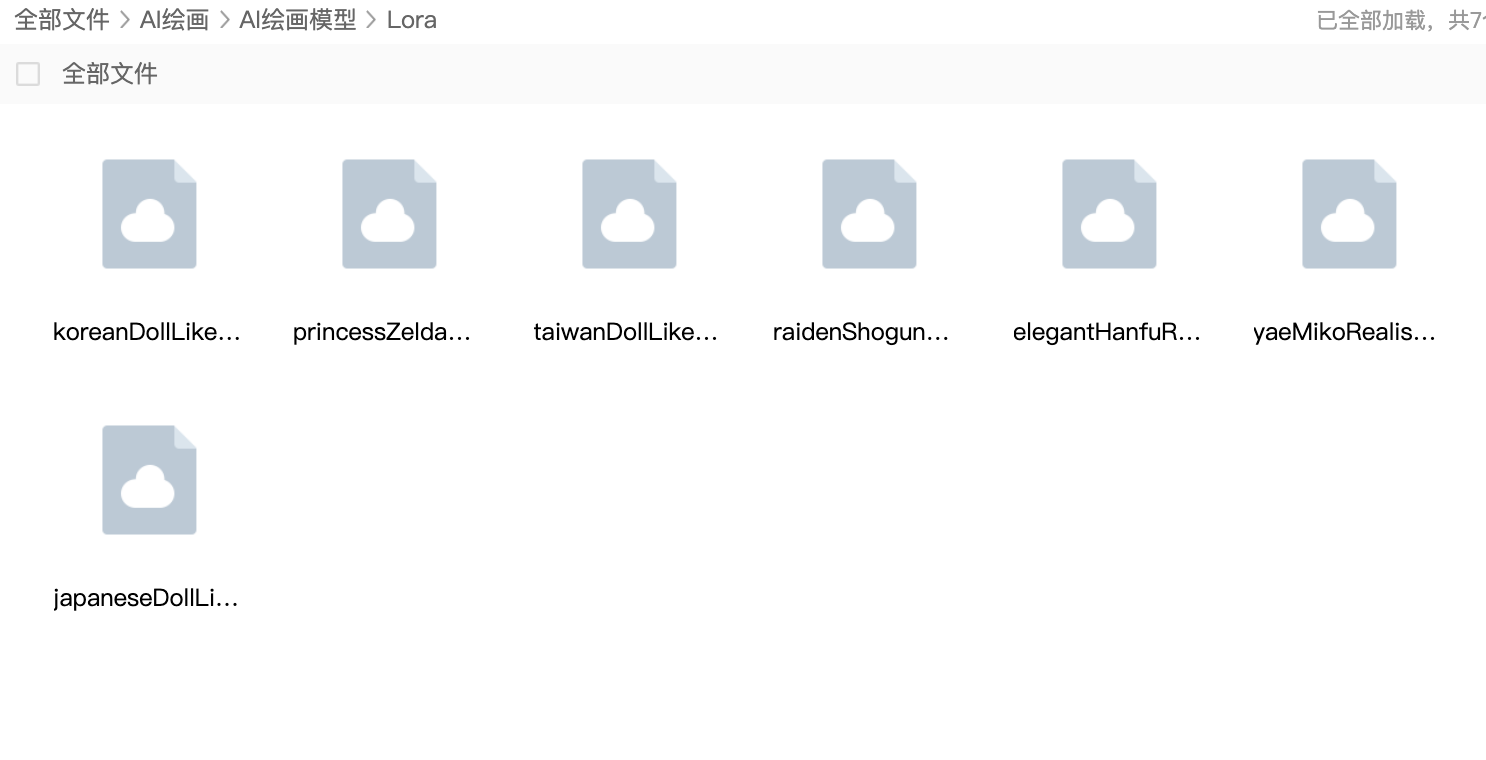 全部文件 > AI绘画 > AI绘画模型 > Lora
已全部加载，共7
全部文件
koreanDollLike...
princessZelda...
taiwanDollLike...
raidenShogun...
elegantHanfuR...
yaeMikoRealis...
japaneseDollLi...